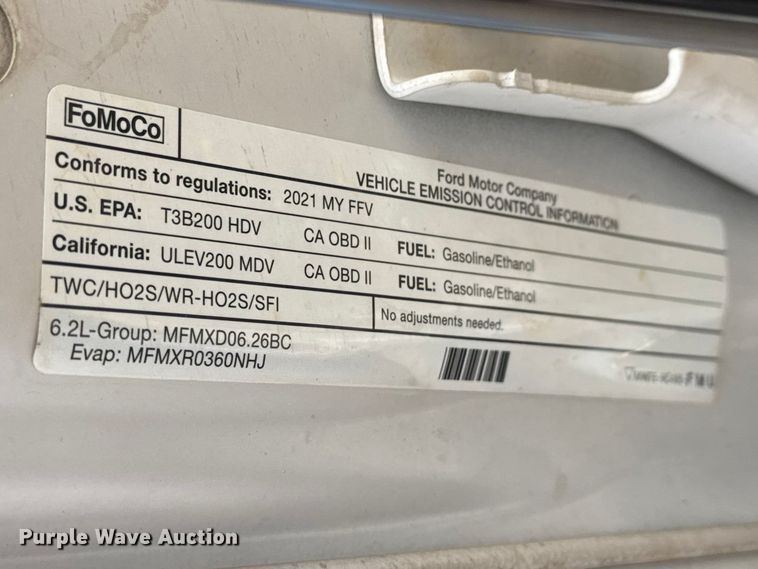 FoMoCo
Ford Motor Company
VEHICLE EMISSION CONTROL INFORMATION
Conforms to regulations: 2021 MY FFV
U.S. EPA: T3B200 HDV CA OBD II FUEL: Gasoline/Ethanol
California: ULEV200 MDV CA OBD II FUEL: Gasoline/Ethanol
TWC/HO2S/WR-HO2S/SFI
No adjustments needed.
6.2L-Group: MFMXD06.26BC
Evap: MFMXR0360NHJ
Purple Wave Auction